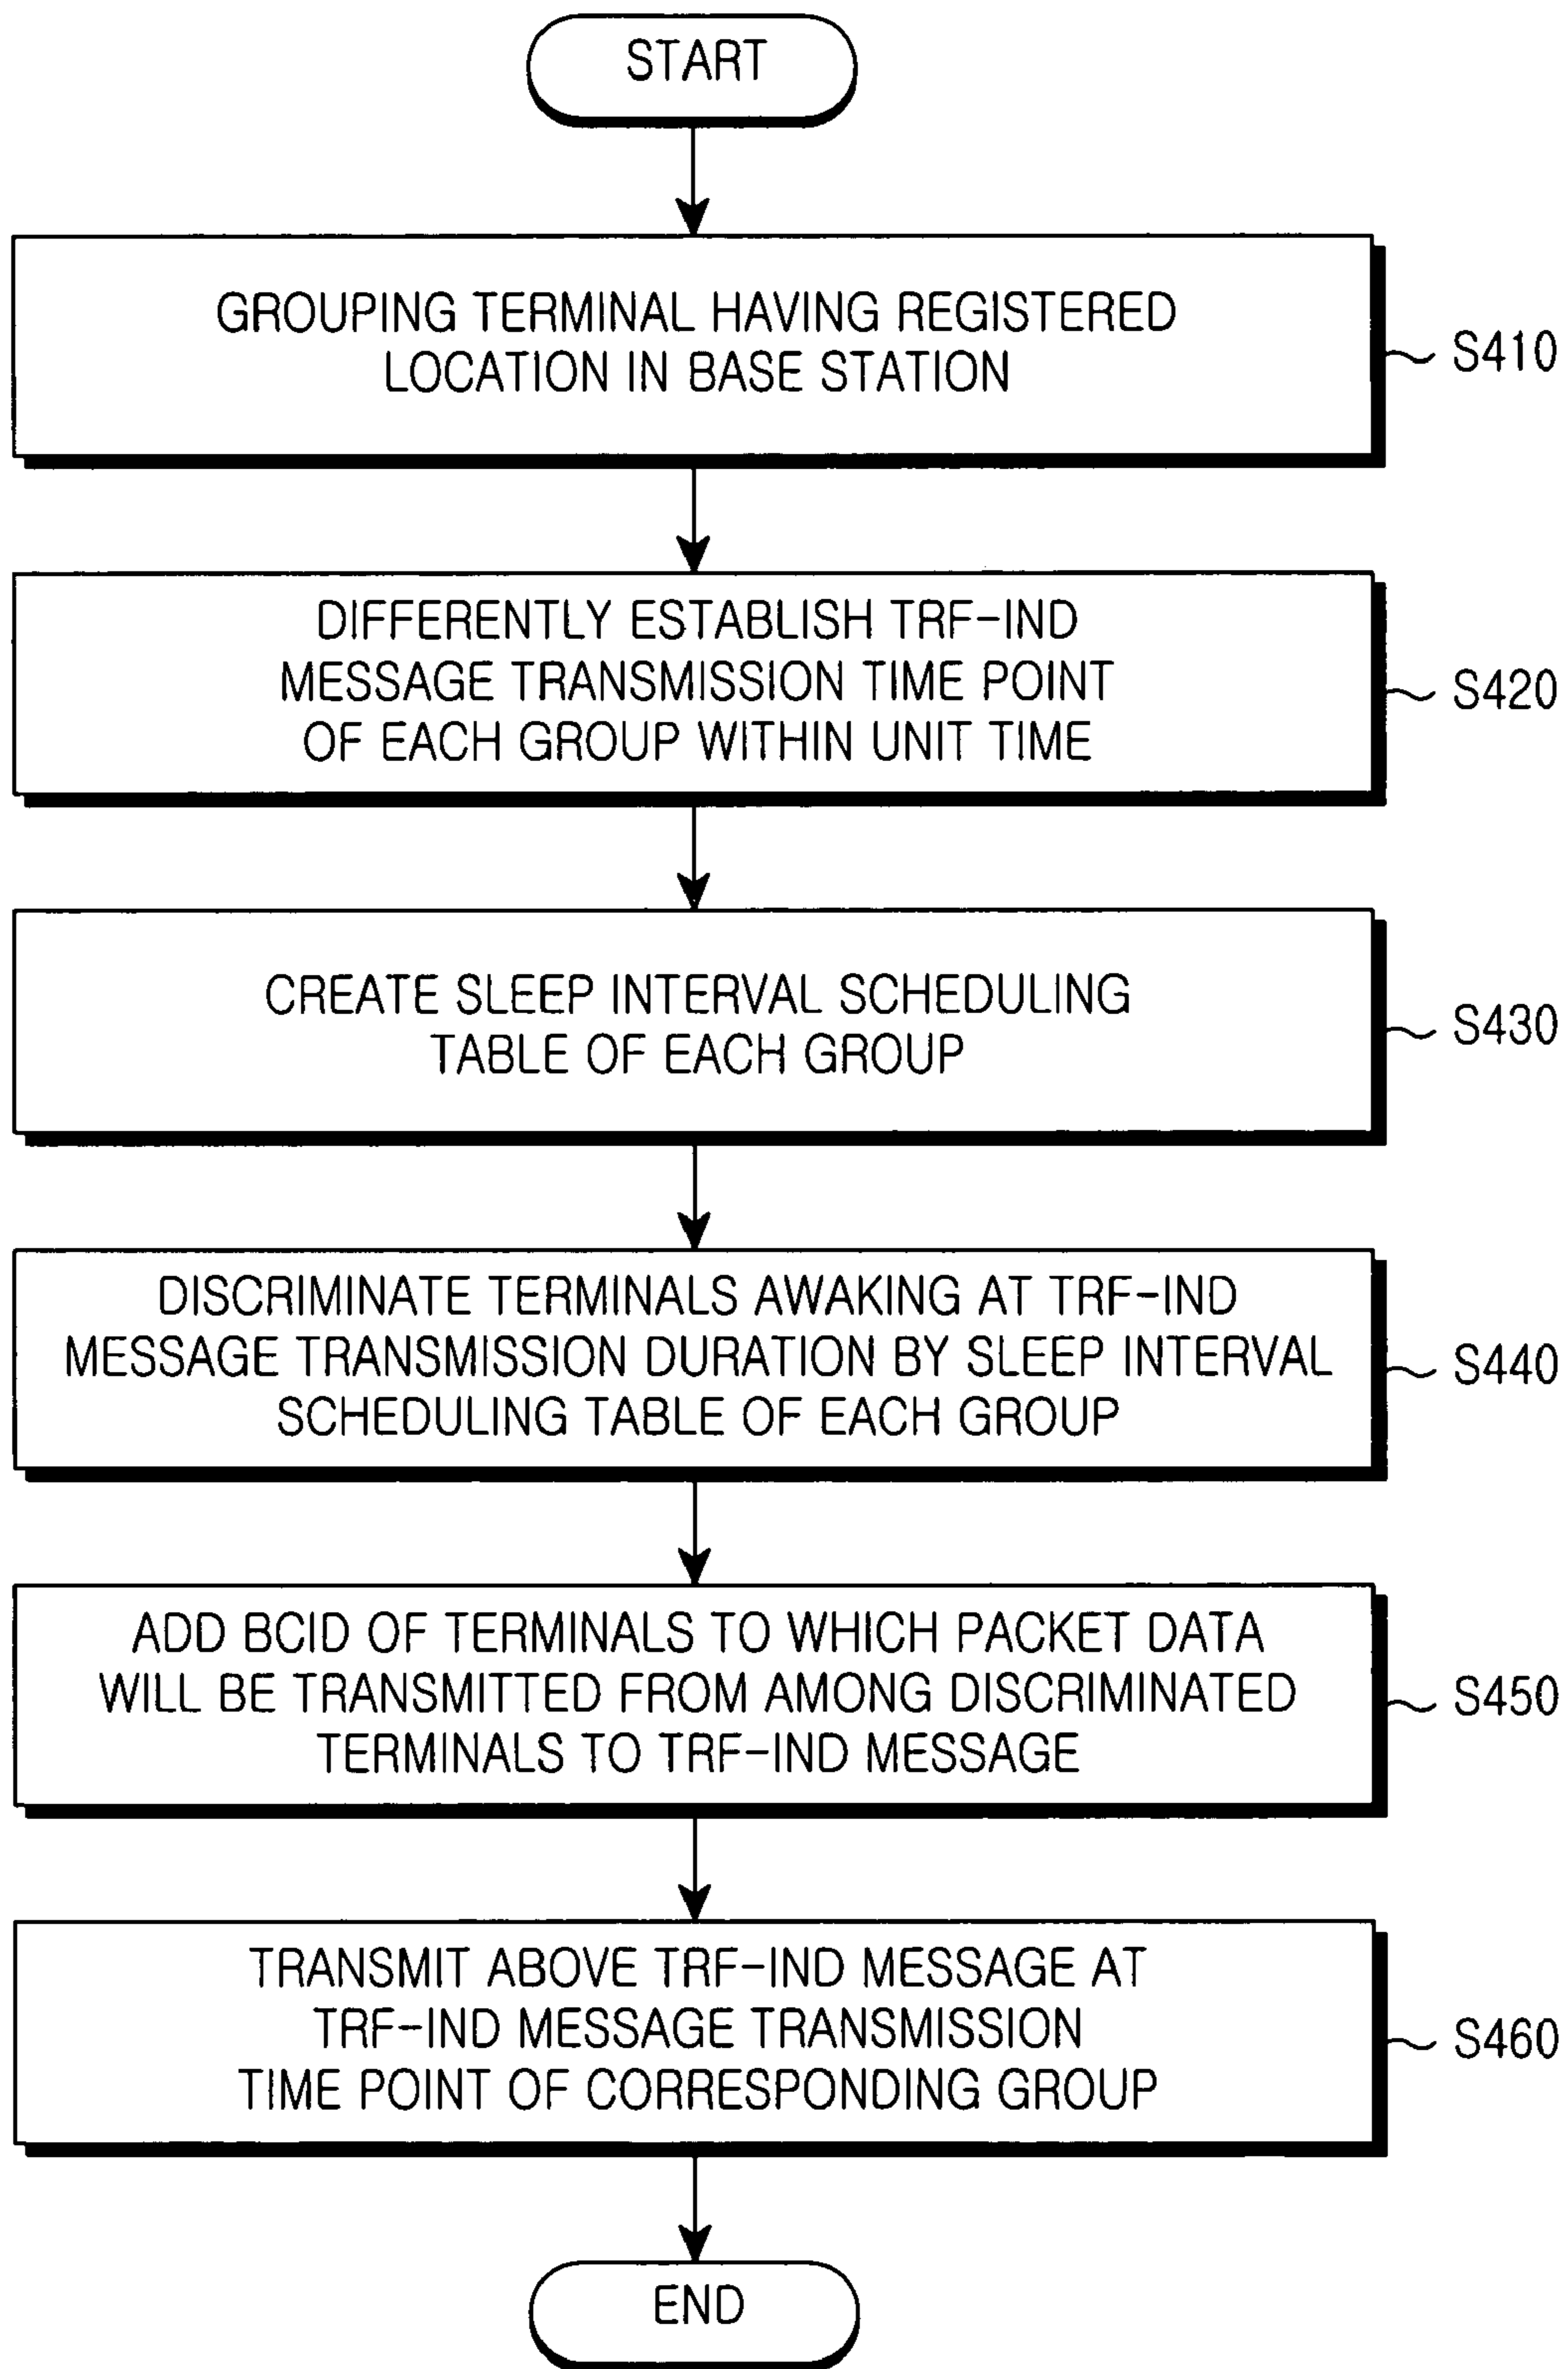 START
GROUPING TERMINAL HAVING REGISTERED
LOCATION IN BASE STATION
S410
DIFFERENTLY ESTABLISH TRF-IND
MESSAGE TRANSMISSION TIME POINT
OF EACH GROUP WITHIN UNIT TIME
S420
CREATE SLEEP INTERVAL SCHEDULING
TABLE OF EACH GROUP
S430
DISCRIMINATE TERMINALS AWAKING AT TRF-IND
MESSAGE TRANSMISSION DURATION BY SLEEP INTERVAL
SCHEDULING TABLE OF EACH GROUP
S440
ADD BCID OF TERMINALS TO WHICH PACKET DATA
WILL BE TRANSMITTED FROM AMONG DISCRIMINATED
TERMINALS TO TRF-IND MESSAGE
S450
TRANSMIT ABOVE TRF-IND MESSAGE AT
TRF-IND MESSAGE TRANSMISSION
TIME POINT OF CORRESPONDING GROUP
S460
END